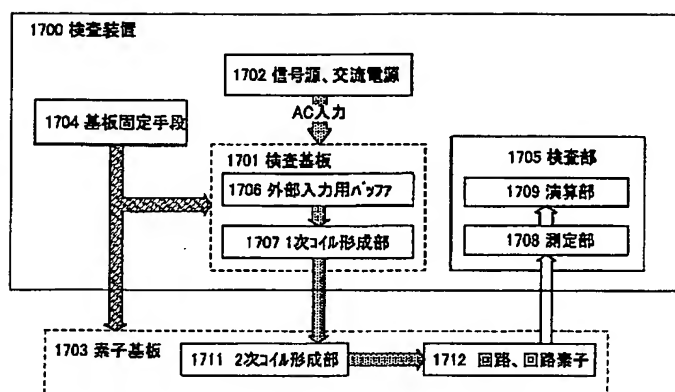 1700 検査装置
1702 信号源、交流電源
AC入力
1704 基板固定手段
1701 検査基板
1706 外部入力用バッファ
1707 1次コイル形成部
1705 検査部
1709 演算部
1708 測定部
1703 素子基板
1711 2次コイル形成部
1712 回路、回路素子